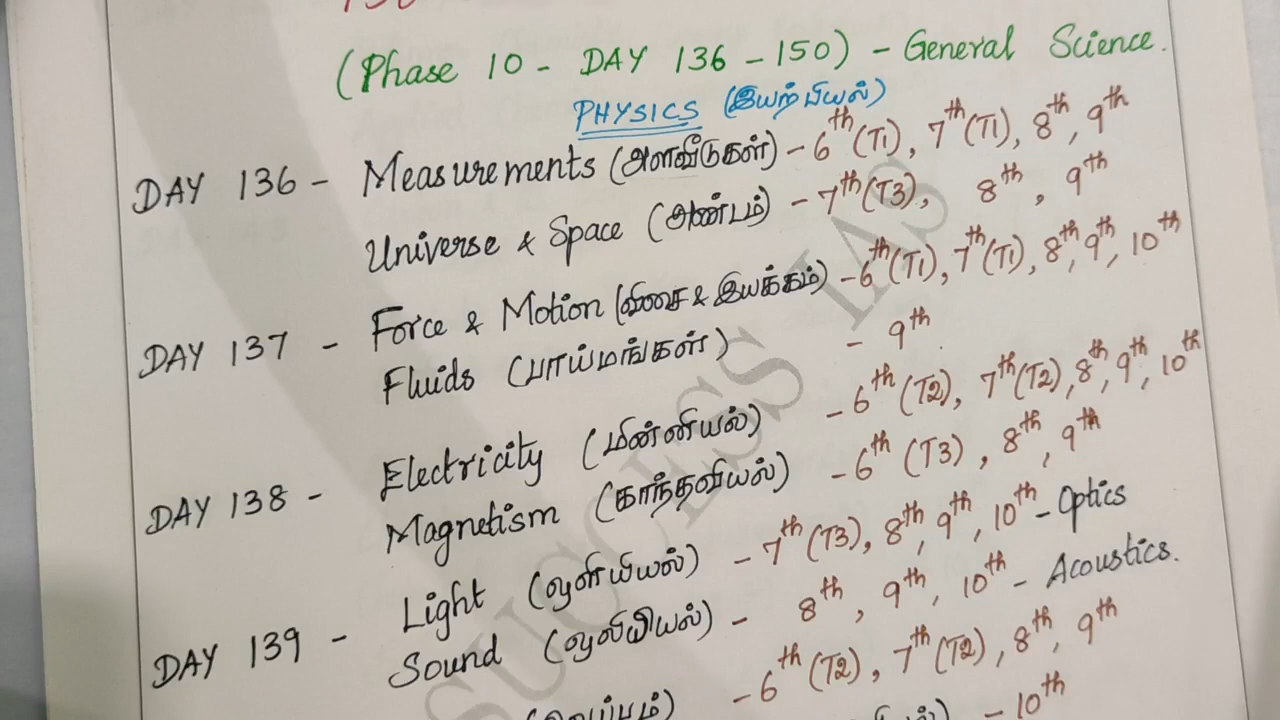 (Phase 10 - DAY 136 - 150) - General Science.
PHYSICS (இயற்பியல்)
DAY 136 - Measurements (அளவீடுகள்) - 6th (T1), 7th (T1), 8th, 9th
Universe & Space (அண்டம்) - 7th (T3), 8th, 9th
DAY 137 - Force & Motion (விசை & இயக்கம்) - 6th (T1), 7th (T1), 8th, 9th, 10th
Fluids (பாய்மங்கள்) - 9th
DAY 138 - Electricity (மின்னியல்) - 6th (T2), 7th (T2), 8th, 9th, 10th
Magnetism (காந்தவியல்) - 6th (T3), 8th, 9th
DAY 139 - Light (ஒளியியல்) - 7th (T3), 8th, 9th, 10th - Optics
Sound (ஒலியியல்) - 8th, 9th, 10th - Acoustics.
- 6th (T2), 7th (T2), 8th, 9th
- 10th
SUCCESS IAS